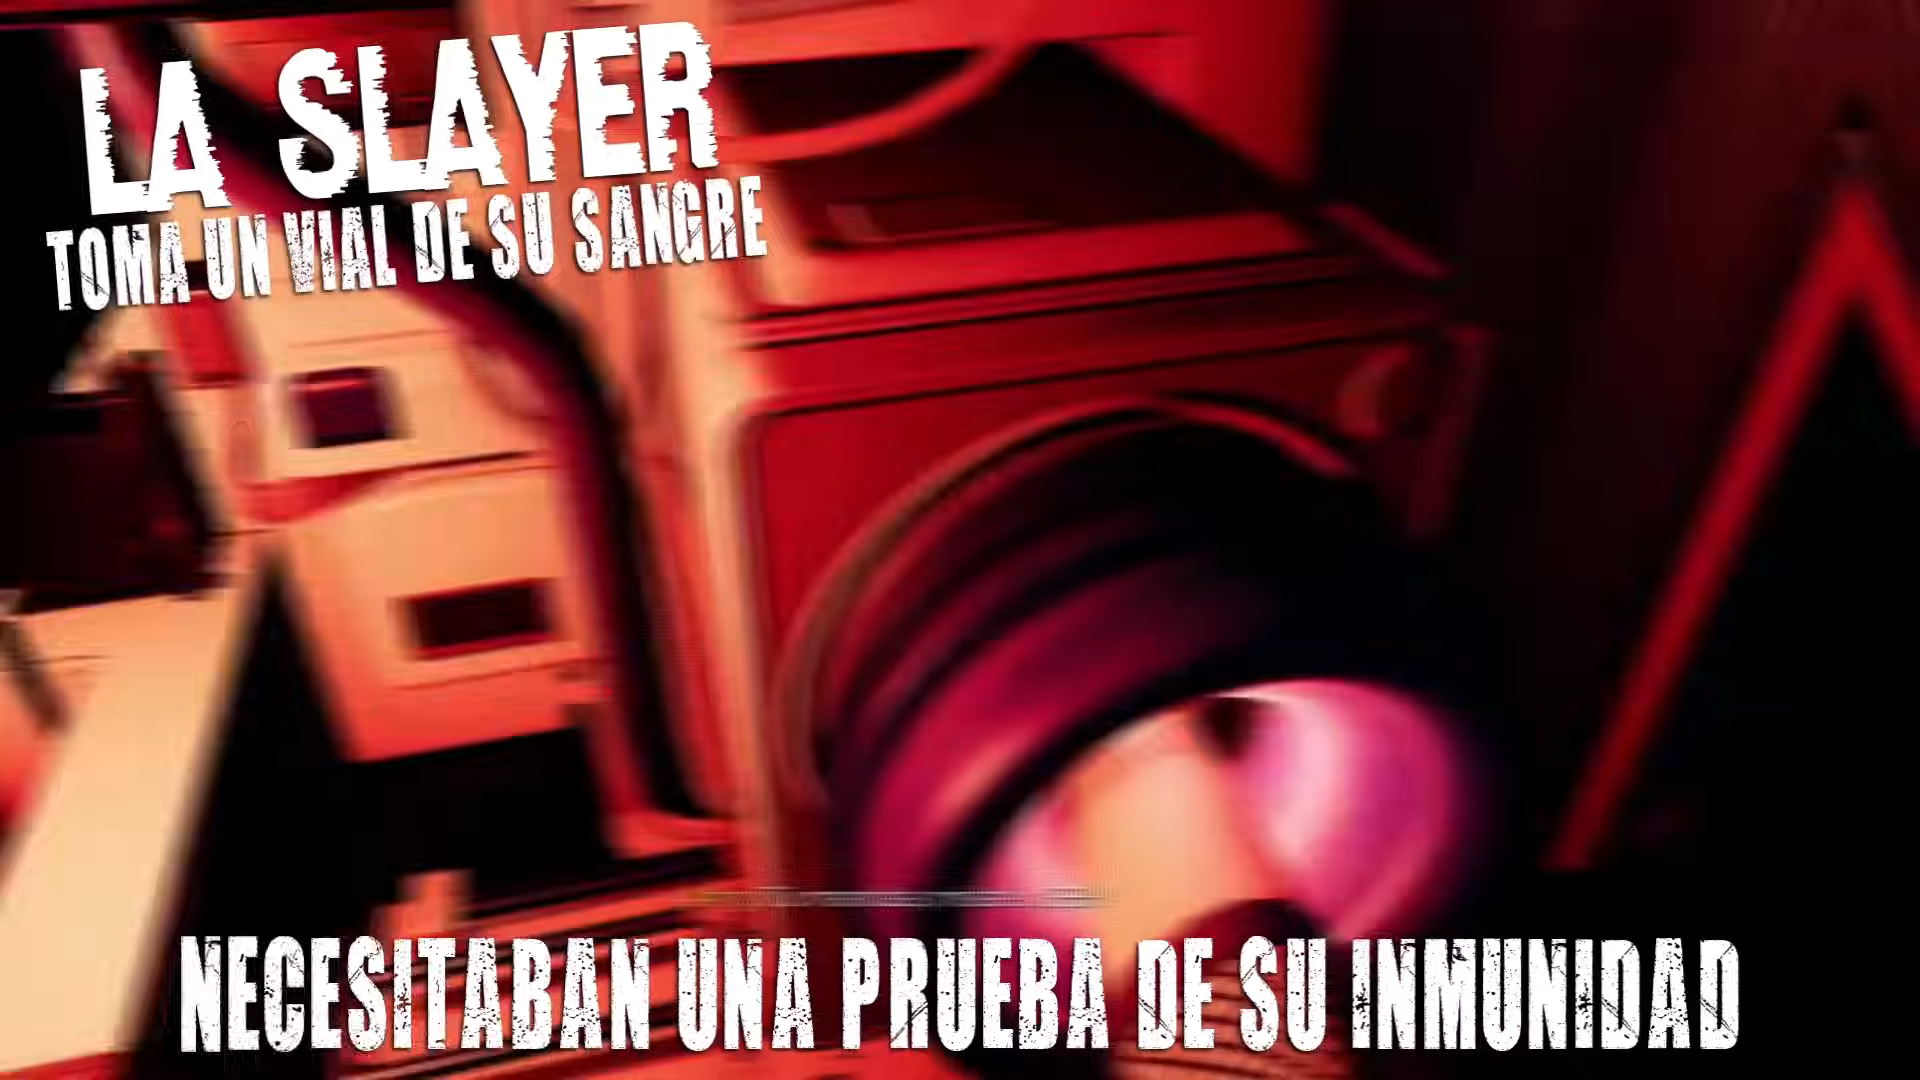 LA SLAYER
TOMA UN VIAL DE SU SANGRE
NECESITABAN UNA PRUEBA DE SU INMUNIDAD